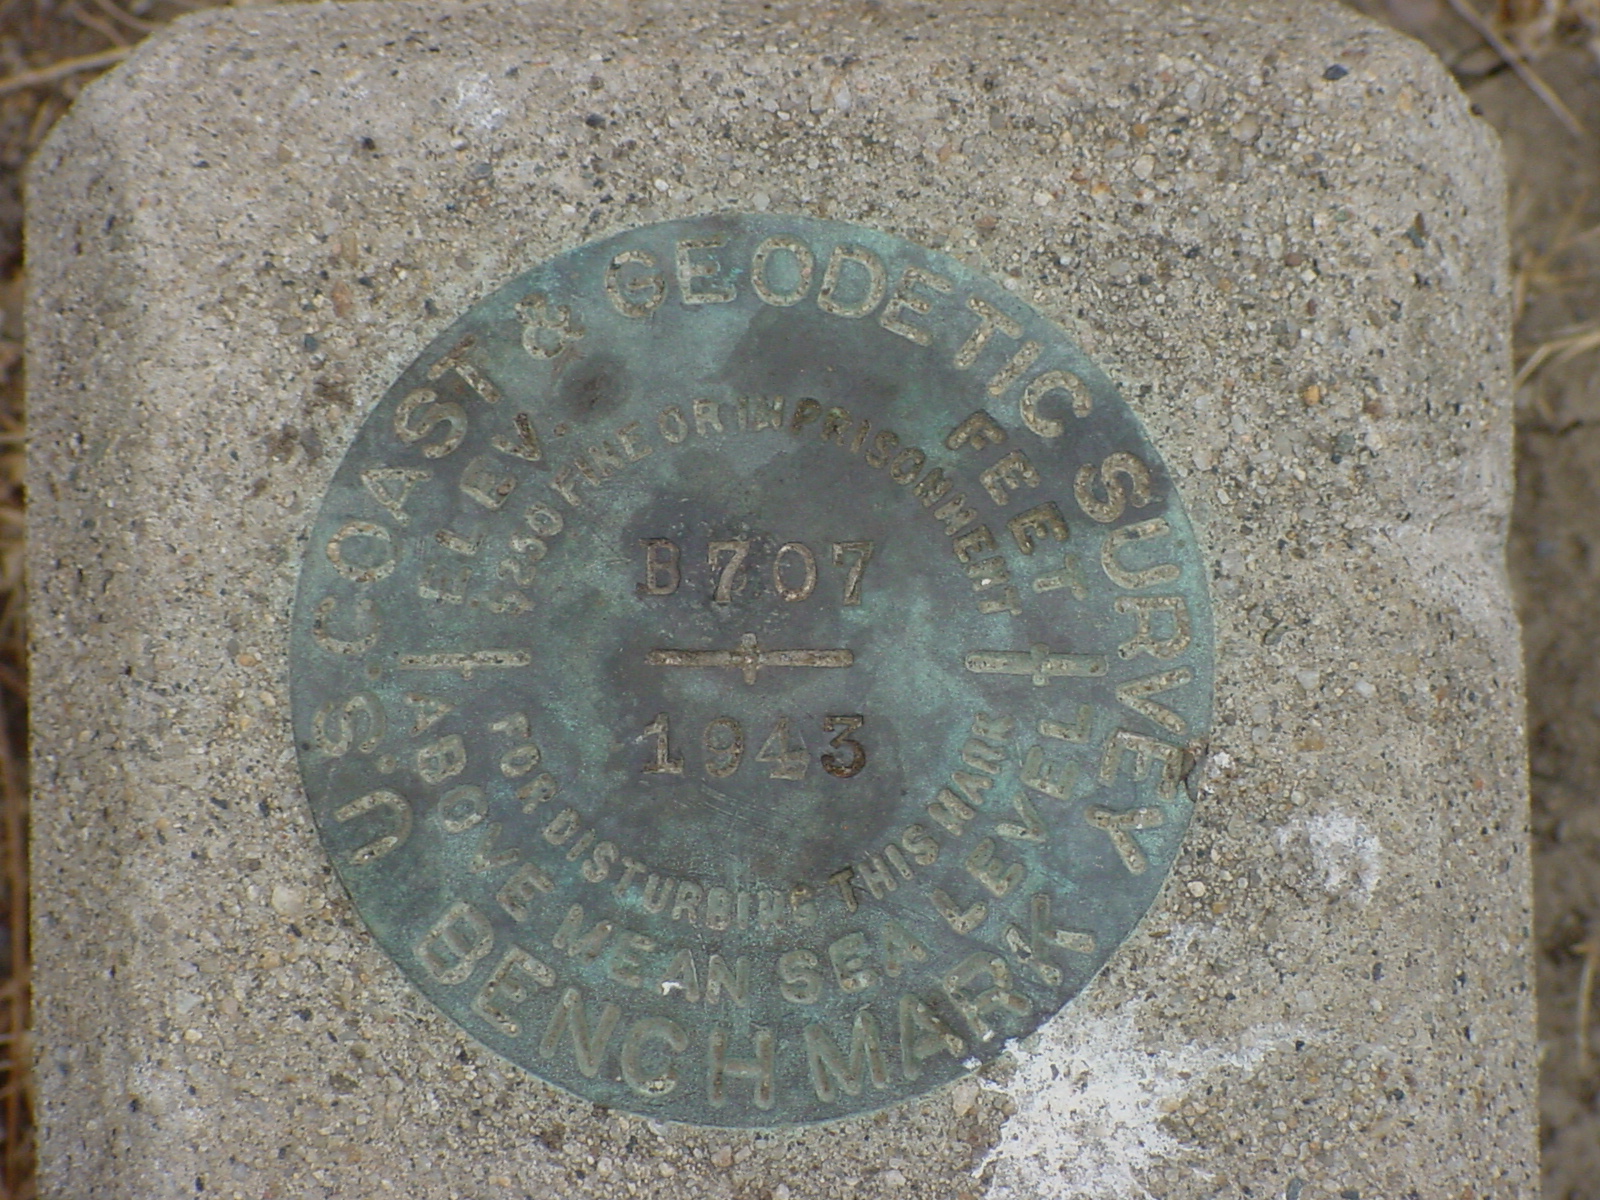 U.S. COAST & GEODETIC SURVEY
BENCH MARK
ELEV. FEET
ABOVE MEAN SEA LEVEL
$250 FINE OR IMPRISONMENT
FOR DISTURBING THIS MARK
B 707
1943